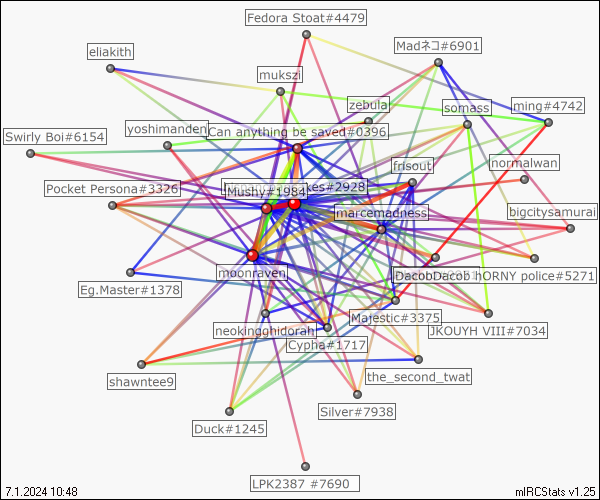 Fedora Stoat#4479
Madネコ#6901
eliakith
mukszi
zebula
sornass
ming#4742
yoshimanden
Can anything be saved#0396
Swirly Boi#6154
frisout
normalwan
Pocket Persona#3326
Mushy#1984
kes#2928
marcemadness
bigcitysamurai
moonraven
DacobDacob
HORNY police#5271
Eg.Master#1378
Majestic#3375
neokingghidorah
JKOUYH VIII#7034
Cypha#1717
shawntee9
the_second_twat
Silver#7938
Duck#1245
LPK2387 #7690
7.1.2024 10:48
mIRCStats v1.25